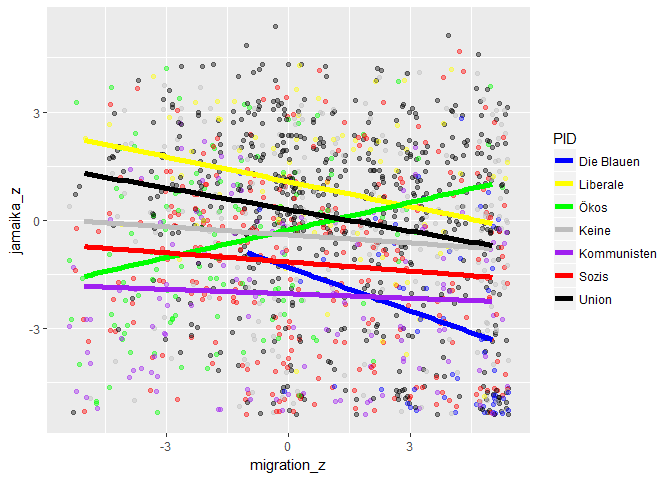 jamaika_z
3
0
-3
-3
0
3
migration_z
PID
Die Blauen
Liberale
Ökos
Keine
Kommunisten
Sozis
Union